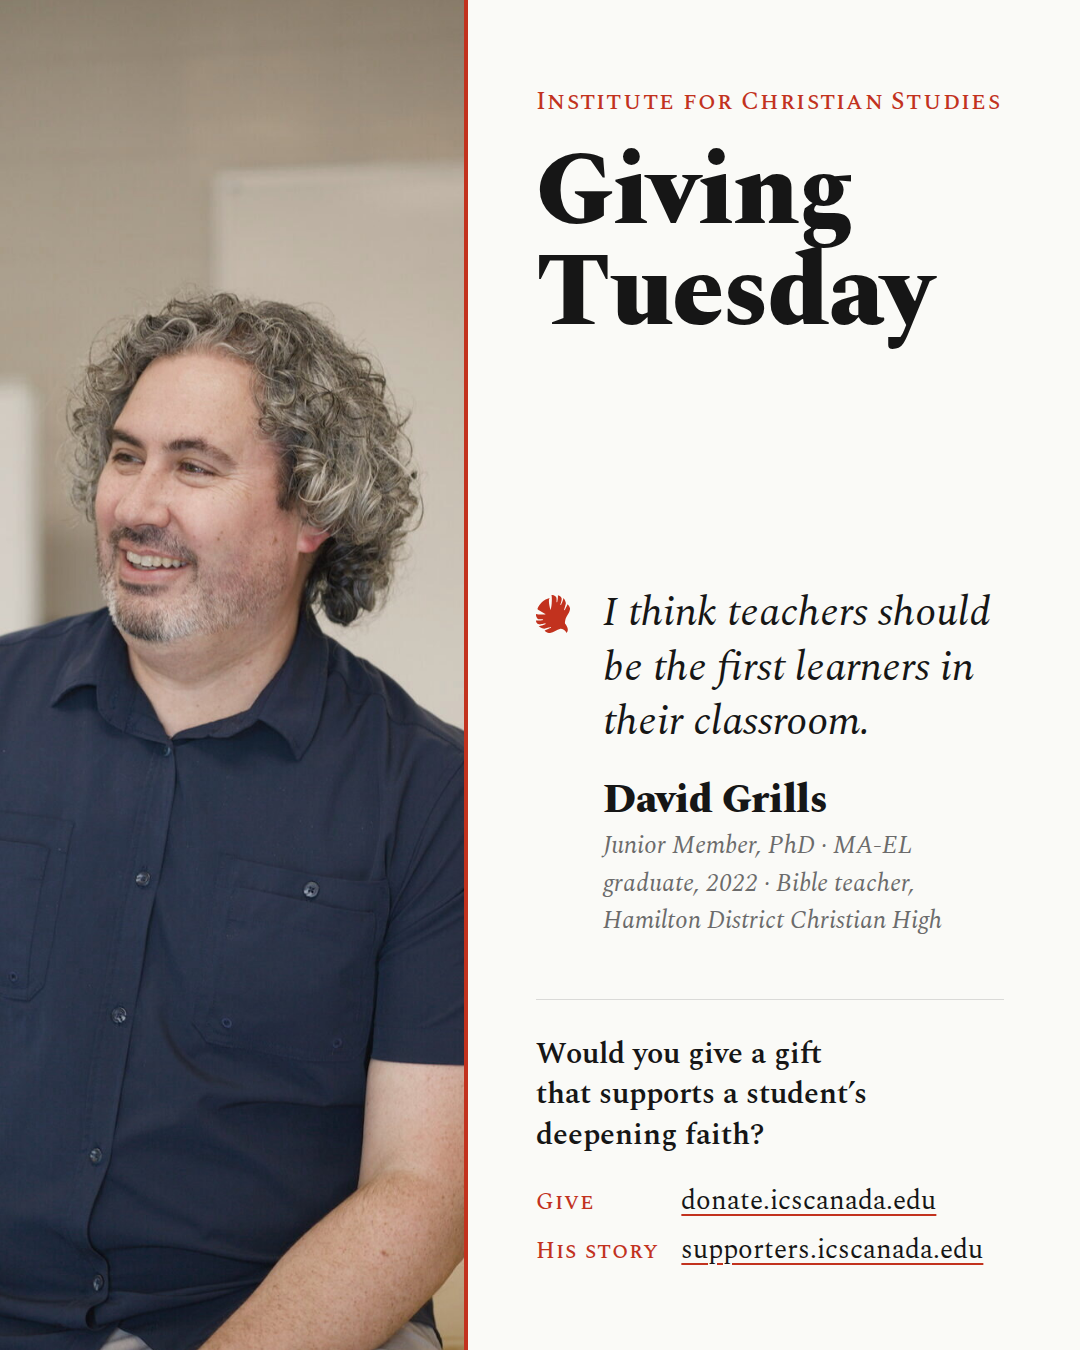 Institute for Christian Studies
Giving
Tuesday
I think teachers should
be the first learners in
their classroom.
David Grills
Junior Member, PhD · MA-EL
graduate, 2022 · Bible teacher,
Hamilton District Christian High
Would you give a gift
that supports a student’s
deepening faith?
Give donate.icscanada.edu
His story supporters.icscanada.edu